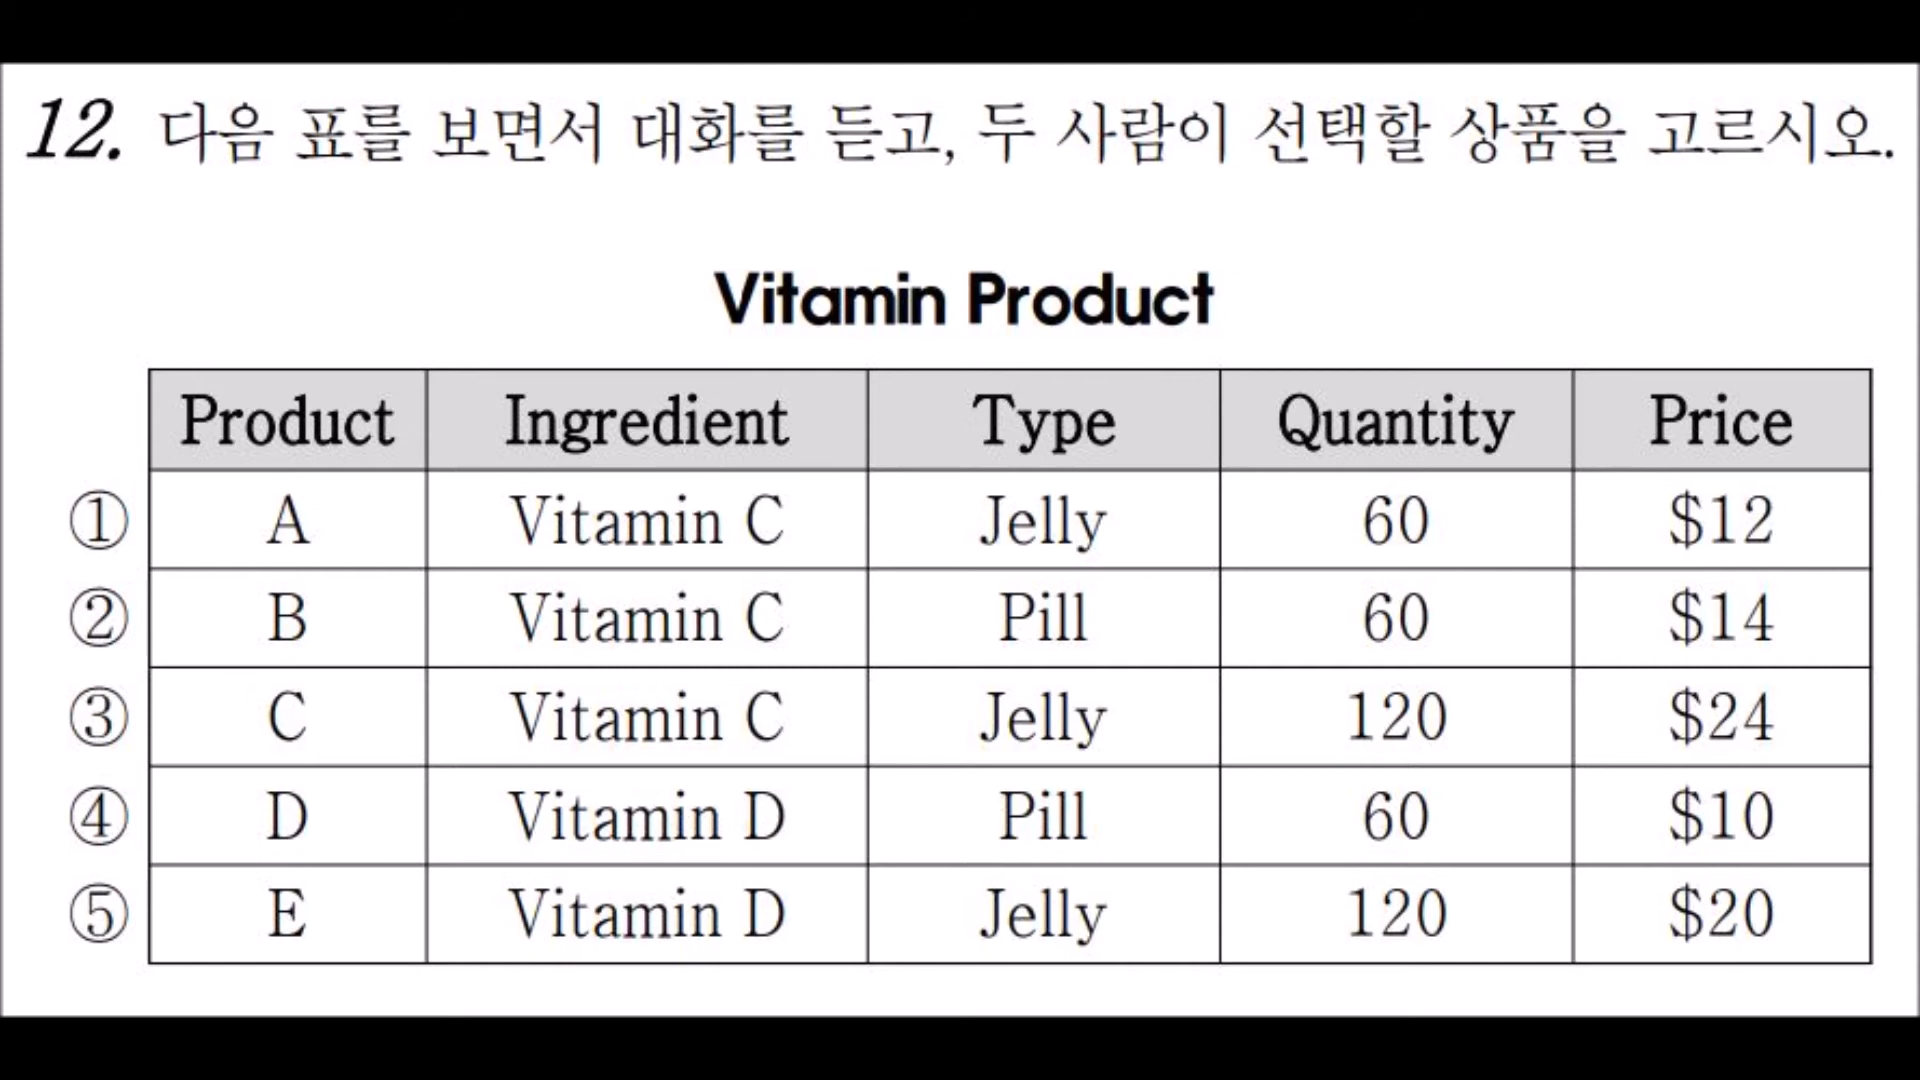 12. 다음 표를 보면서 대화를 듣고, 두 사람이 선택할 상품을 고르시오.
Vitamin Product
Product Ingredient Type Quantity Price
① A Vitamin C Jelly 60 $12
② B Vitamin C Pill 60 $14
③ C Vitamin C Jelly 120 $24
④ D Vitamin D Pill 60 $10
⑤ E Vitamin D Jelly 120 $20